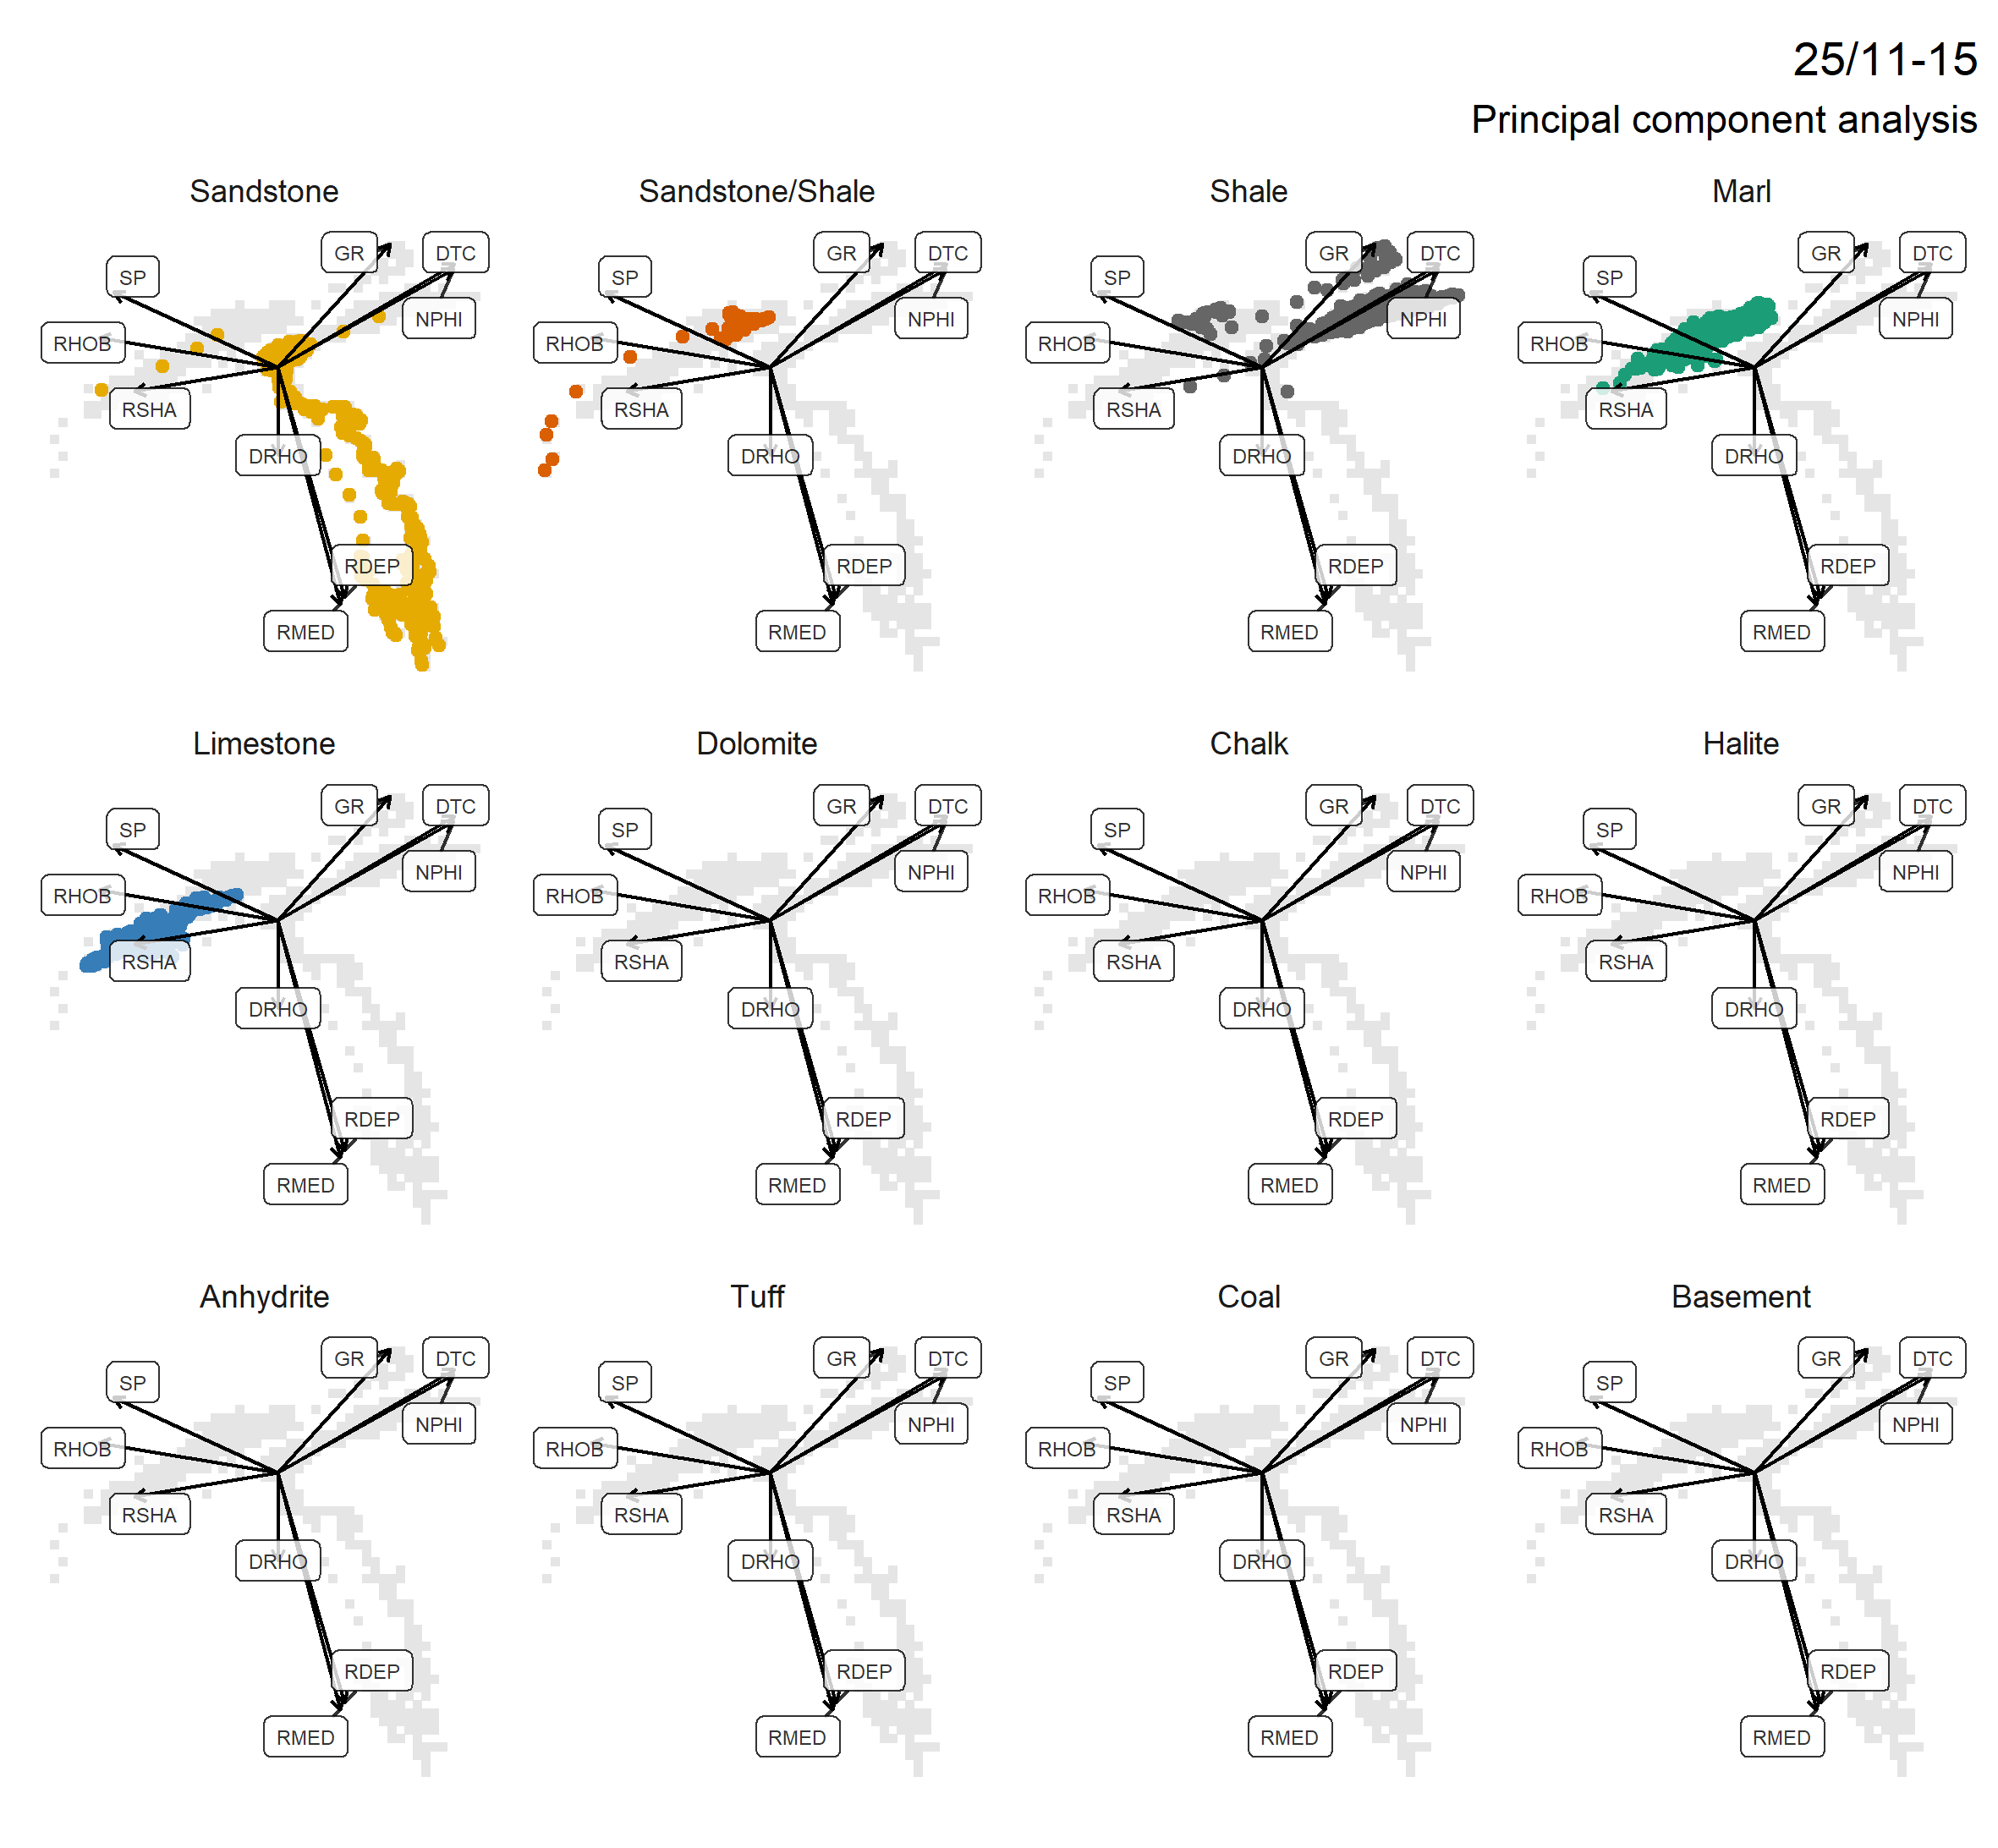 25/11-15
Principal component analysis
Sandstone
Sandstone/Shale
Shale
Marl
GR
DTC
SP
NPHI
RHOB
RSHA
DRHO
RDEP
RMED
GR
DTC
SP
NPHI
RHOB
RSHA
DRHO
RDEP
RMED
GR
DTC
SP
NPHI
RHOB
RSHA
DRHO
RDEP
RMED
GR
DTC
SP
NPHI
RHOB
RSHA
DRHO
RDEP
RMED
Limestone
Dolomite
Chalk
Halite
GR
DTC
SP
NPHI
RHOB
RSHA
DRHO
RDEP
RMED
GR
DTC
SP
NPHI
RHOB
RSHA
DRHO
RDEP
RMED
GR
DTC
SP
NPHI
RHOB
RSHA
DRHO
RDEP
RMED
GR
DTC
SP
NPHI
RHOB
RSHA
DRHO
RDEP
RMED
Anhydrite
Tuff
Coal
Basement
GR
DTC
SP
NPHI
RHOB
RSHA
DRHO
RDEP
RMED
GR
DTC
SP
NPHI
RHOB
RSHA
DRHO
RDEP
RMED
GR
DTC
SP
NPHI
RHOB
RSHA
DRHO
RDEP
RMED
GR
DTC
SP
NPHI
RHOB
RSHA
DRHO
RDEP
RMED